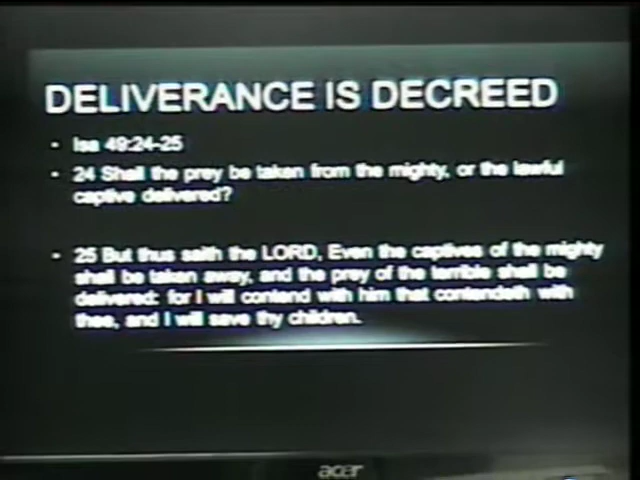 DELIVERANCE IS DECREED
• Isa 49:24-25
• 24 Shall the prey be taken from the mighty, or the lawful
captive delivered?
• 25 But thus saith the LORD, Even the captives of the mighty
shall be taken away, and the prey of the terrible shall be
delivered: for I will contend with him that contendeth with
thee, and I will save thy children.
acer